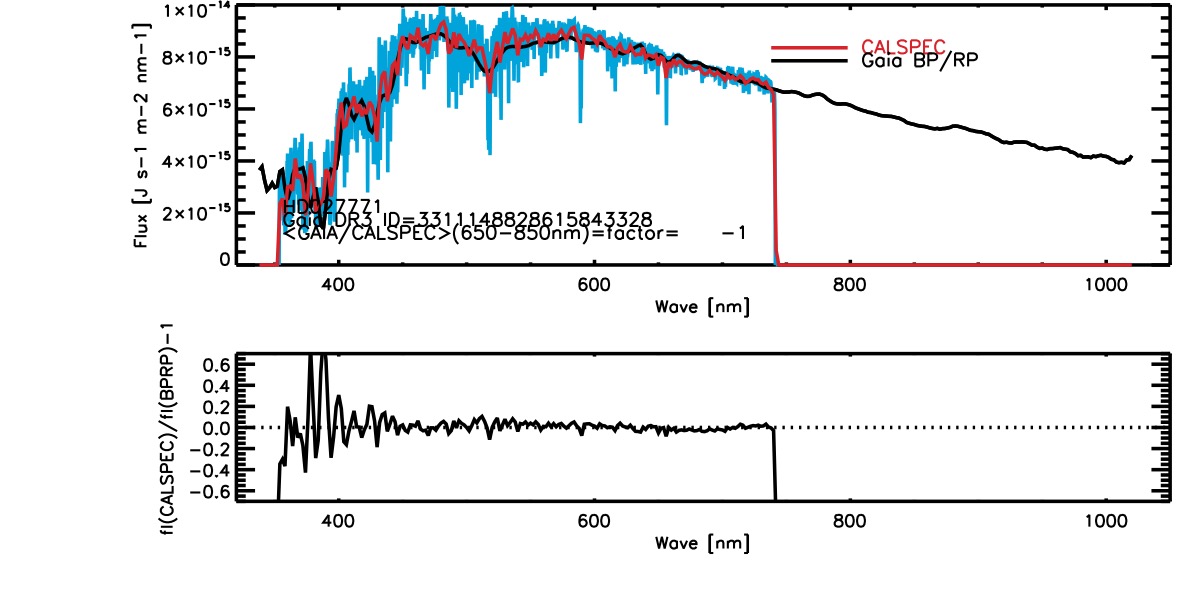 1×10−14
8×10−15
6×10−15
4×10−15
2×10−15
0
Flux [J s−1 m−2 nm−1]
CALSPEC
Gaia BP/RP
HD027771
Gaia DR3 ID=3311148828615843328
<GAIA/CALSPEC>(650−850nm)=factor= −1
400 600 800 1000
Wave [nm]
0.6
0.4
0.2
0.0
−0.2
−0.4
−0.6
fl(CALSPEC)/fl(BPRP)−1
400 600 800 1000
Wave [nm]